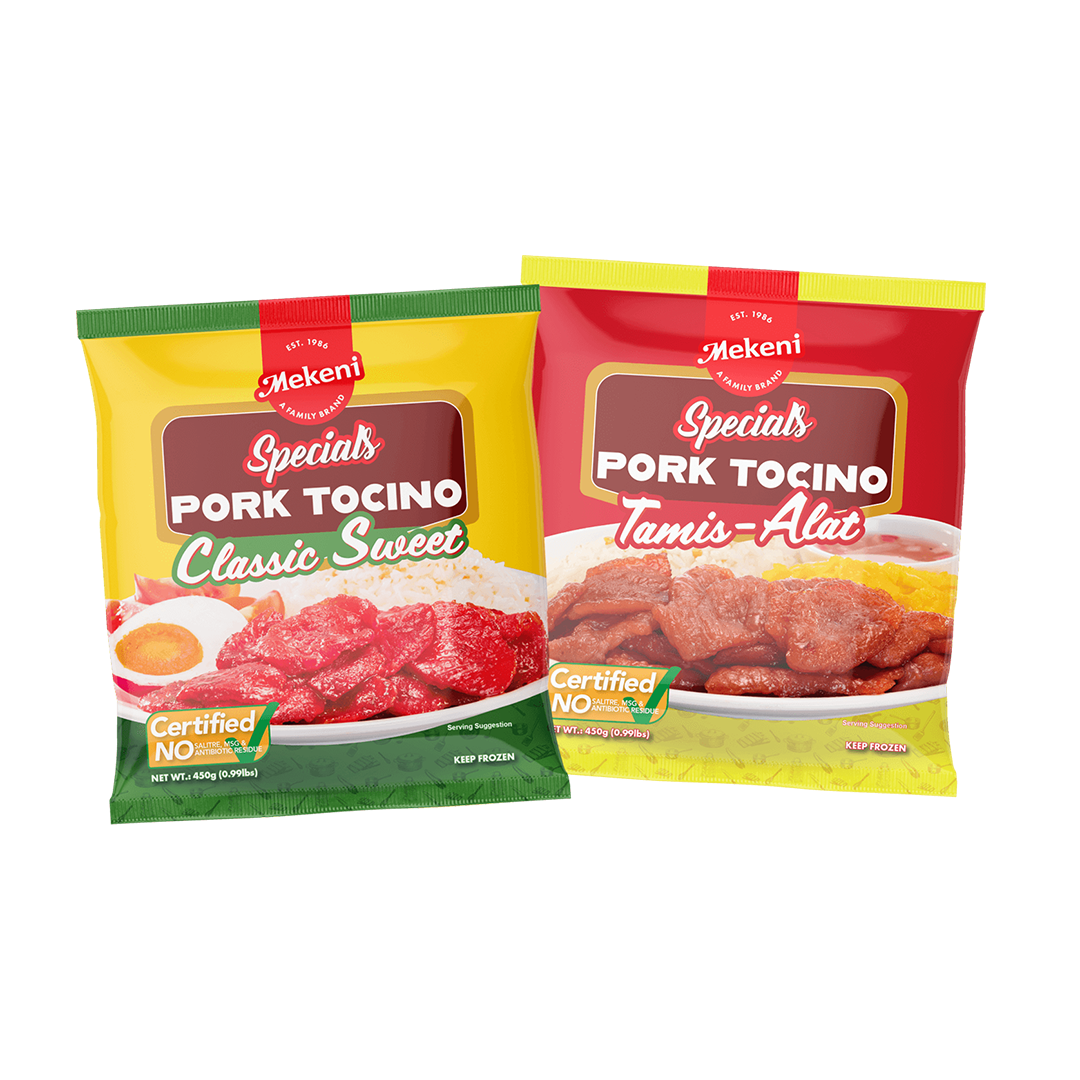 EST. 1986
Mekeni
A FAMILY BRAND
Specials
PORK TOCINO
Classic Sweet
Certified
NO SALITRE, MSG &
ANTIBIOTIC RESIDUE
NET WT.: 450g (0.99lbs)
Serving Suggestion
KEEP FROZEN
EST. 1986
Mekeni
A FAMILY BRAND
Specials
PORK TOCINO
Tamis-Alat
Certified
NO SALITRE, MSG &
ANTIBIOTIC RESIDUE
ET WT.: 450g (0.99lbs)
Serving Suggestion
KEEP FROZEN